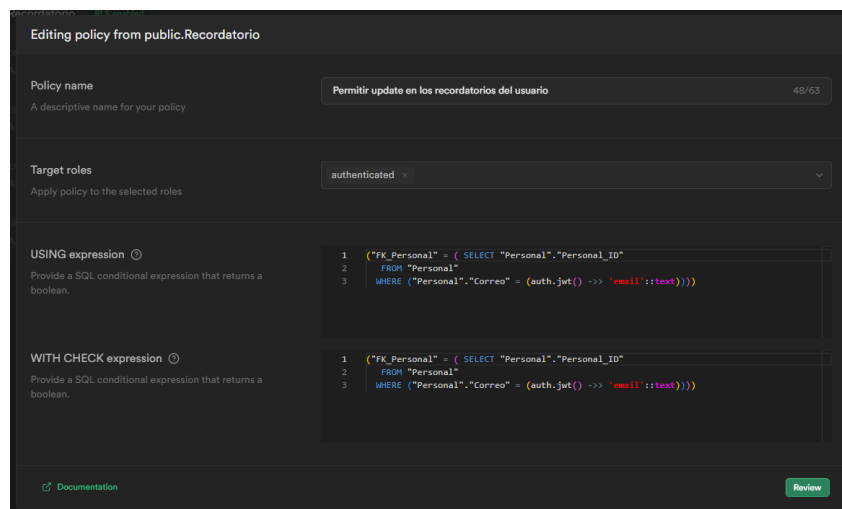 Recordatorio RLS enabled
Editing policy from public.Recordatorio
Policy name
A descriptive name for your policy
Permitir update en los recordatorios del usuario
48/63
Target roles
Apply policy to the selected roles
authenticated ×
USING expression
Provide a SQL conditional expression that returns a
boolean.
1 ("FK_Personal" = ( SELECT "Personal"."Personal_ID"
2 FROM "Personal"
3 WHERE ("Personal"."Correo" = (auth.jwt() ->> 'email'::text))))
WITH CHECK expression
Provide a SQL conditional expression that returns a
boolean.
1 ("FK_Personal" = ( SELECT "Personal"."Personal_ID"
2 FROM "Personal"
3 WHERE ("Personal"."Correo" = (auth.jwt() ->> 'email'::text))))
Documentation
Review